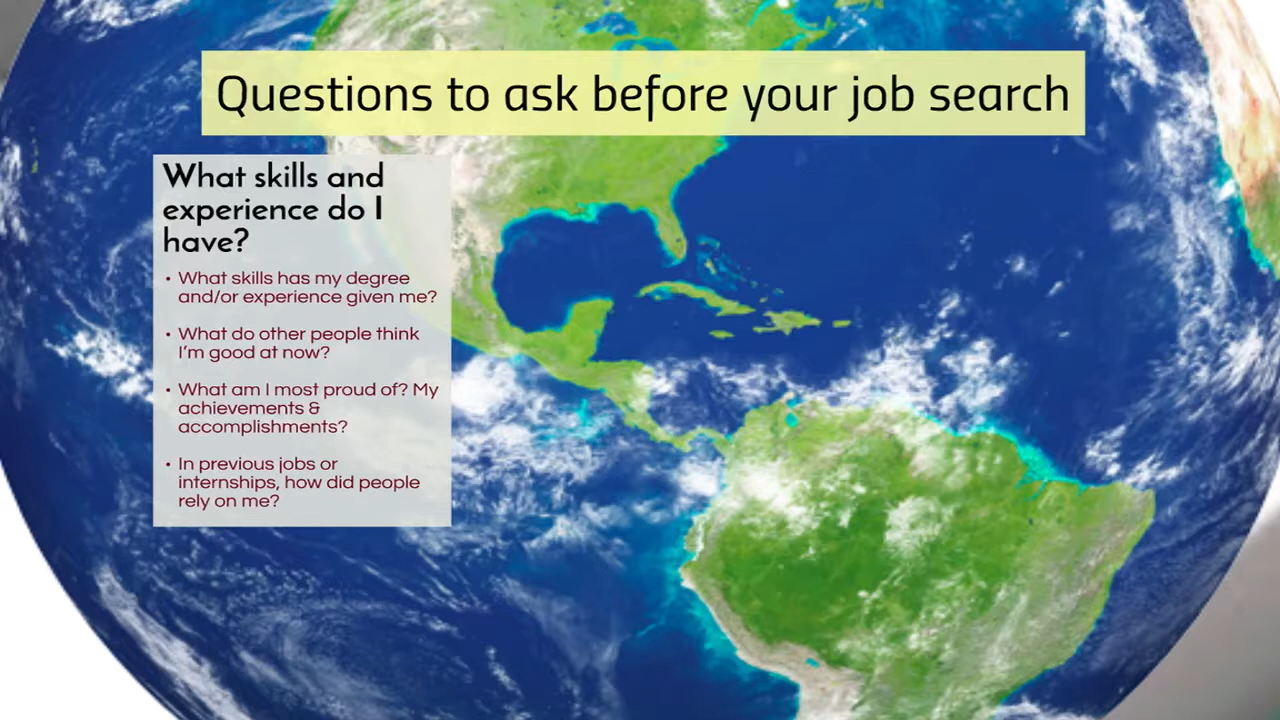 Questions to ask before your job search
What skills and
experience do I
have?
• What skills has my degree
and/or experience given me?
• What do other people think
I'm good at now?
• What am I most proud of? My
achievements &
accomplishments?
• In previous jobs or
internships, how did people
rely on me?